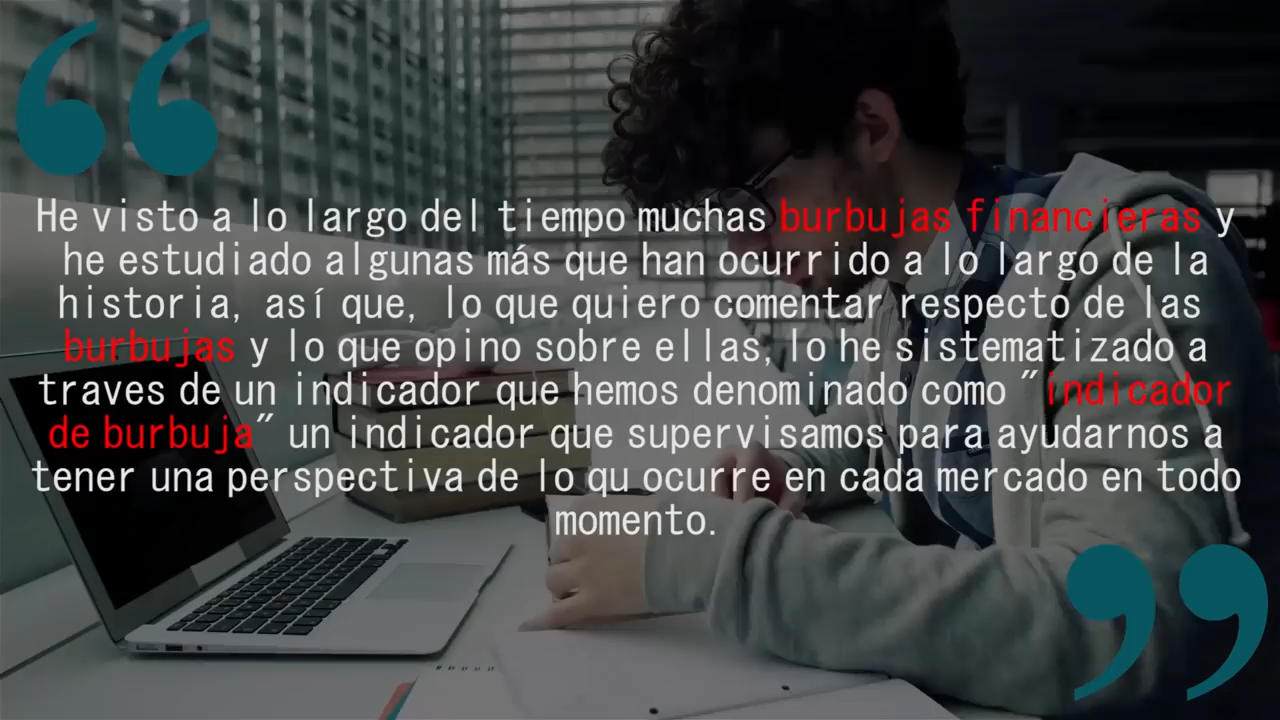 He visto a lo largo del tiempo muchas burbujas financieras y
he estudiado algunas más que han ocurrido a lo largo de la
historia, así que, lo que quiero comentar respecto de las
burbujas y lo que opino sobre ellas, lo he sistematizado a
traves de un indicador que hemos denominado como "indicador
de burbuja" un indicador que supervisamos para ayudarnos a
tener una perspectiva de lo qu ocurre en cada mercado en todo
momento.